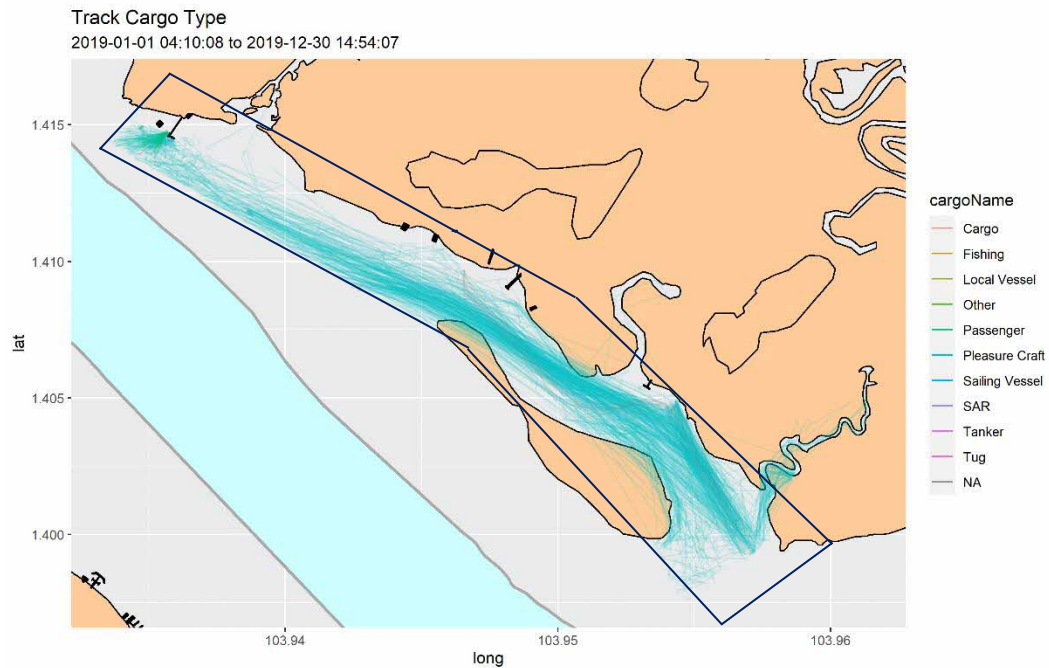 Track Cargo Type
2019-01-01 04:10:08 to 2019-12-30 14:54:07
1.415
1.410
1.405
1.400
lat
103.94
103.95
103.96
long
cargoName
Cargo
Fishing
Local Vessel
Other
Passenger
Pleasure Craft
Sailing Vessel
SAR
Tanker
Tug
NA